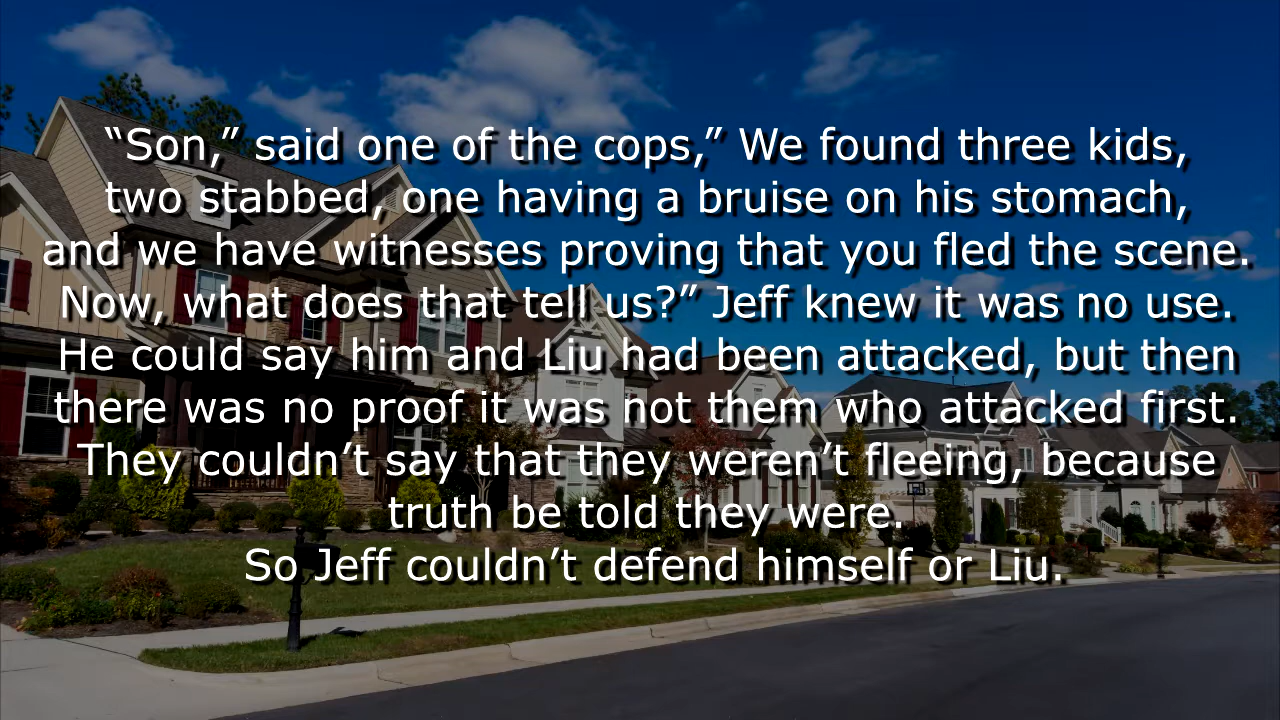 “Son,” said one of the cops,” We found three kids,
two stabbed, one having a bruise on his stomach,
and we have witnesses proving that you fled the scene.
Now, what does that tell us?” Jeff knew it was no use.
He could say him and Liu had been attacked, but then
there was no proof it was not them who attacked first.
They couldn’t say that they weren’t fleeing, because
truth be told they were.
So Jeff couldn’t defend himself or Liu.